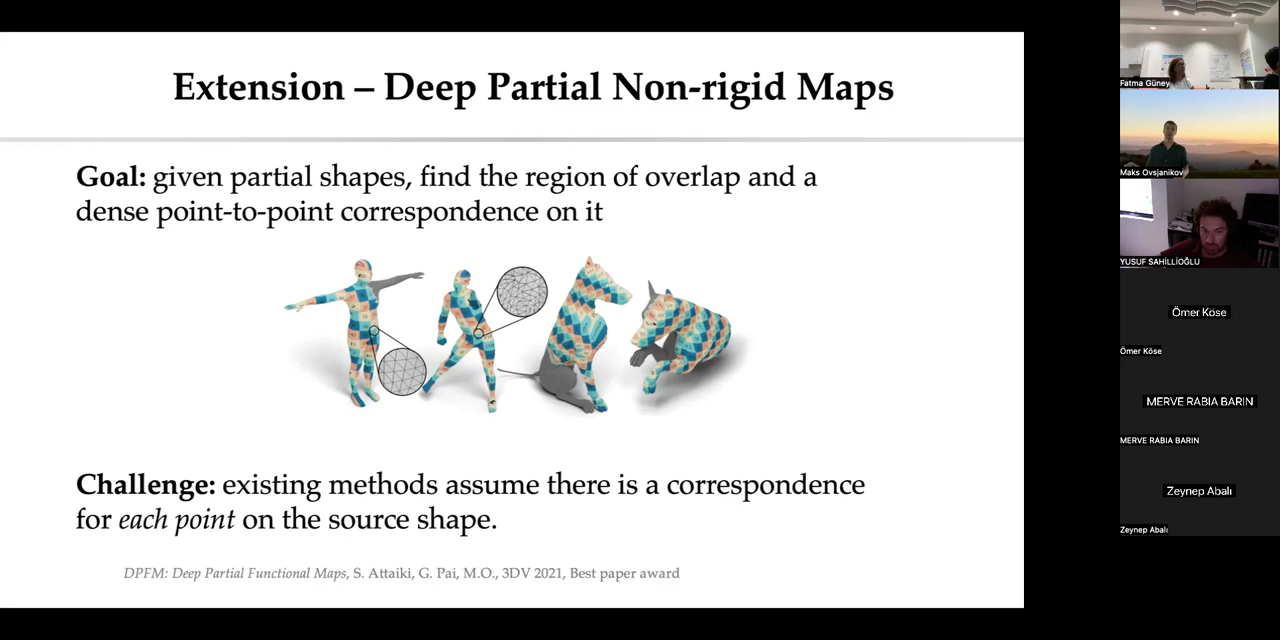 Extension – Deep Partial Non-rigid Maps
Goal: given partial shapes, find the region of overlap and a
dense point-to-point correspondence on it
Challenge: existing methods assume there is a correspondence
for each point on the source shape.
DPFM: Deep Partial Functional Maps, S. Attaiki, G. Pai, M.O., 3DV 2021, Best paper award
Fatma Güney
Maks Ovsjanikov
YUSUF SAHİLLİOĞLU
Ömer Köse
Ömer Köse
MERVE RABIA BARIN
MERVE RABIA BARIN
Zeynep Abalı
Zeynep Abalı